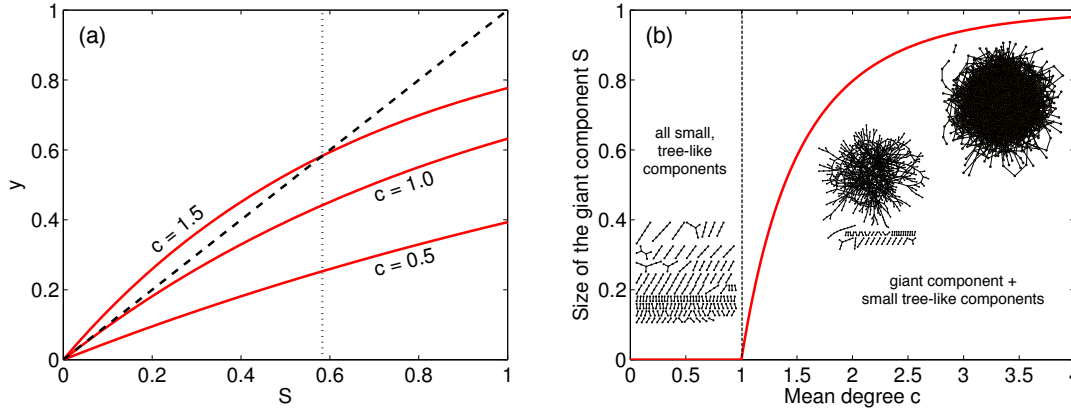 (a)
1
0.8
0.6
0.4
0.2
0
y
c = 1.5
c = 1.0
c = 0.5
0
0.2
0.4
0.6
0.8
1
S
(b)
1
0.8
0.6
0.4
0.2
0
Size of the giant component S
all small,
tree-like
components
giant component +
small tree-like components
0
0.5
1
1.5
2
2.5
3
3.5
4
Mean degree c